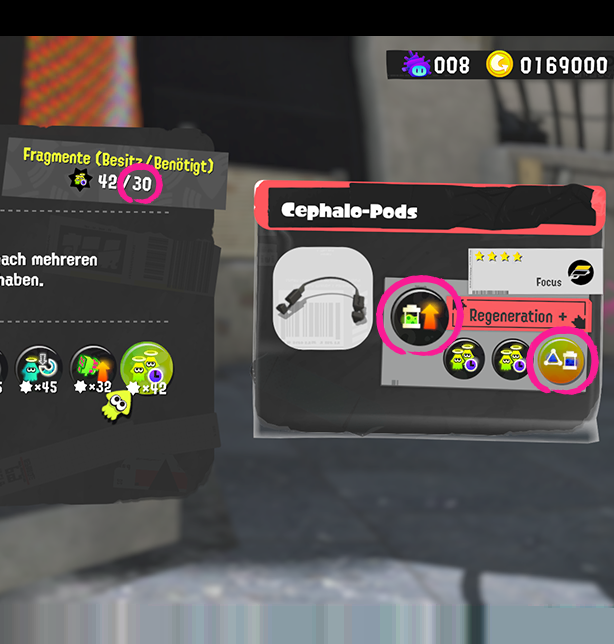 008 0169000
Fragmente (Besitz/Benötigt)
42/30
ach mehreren
haben.
×45 ×32 ×42
Cephalo-Pods
Focus
Regeneration +